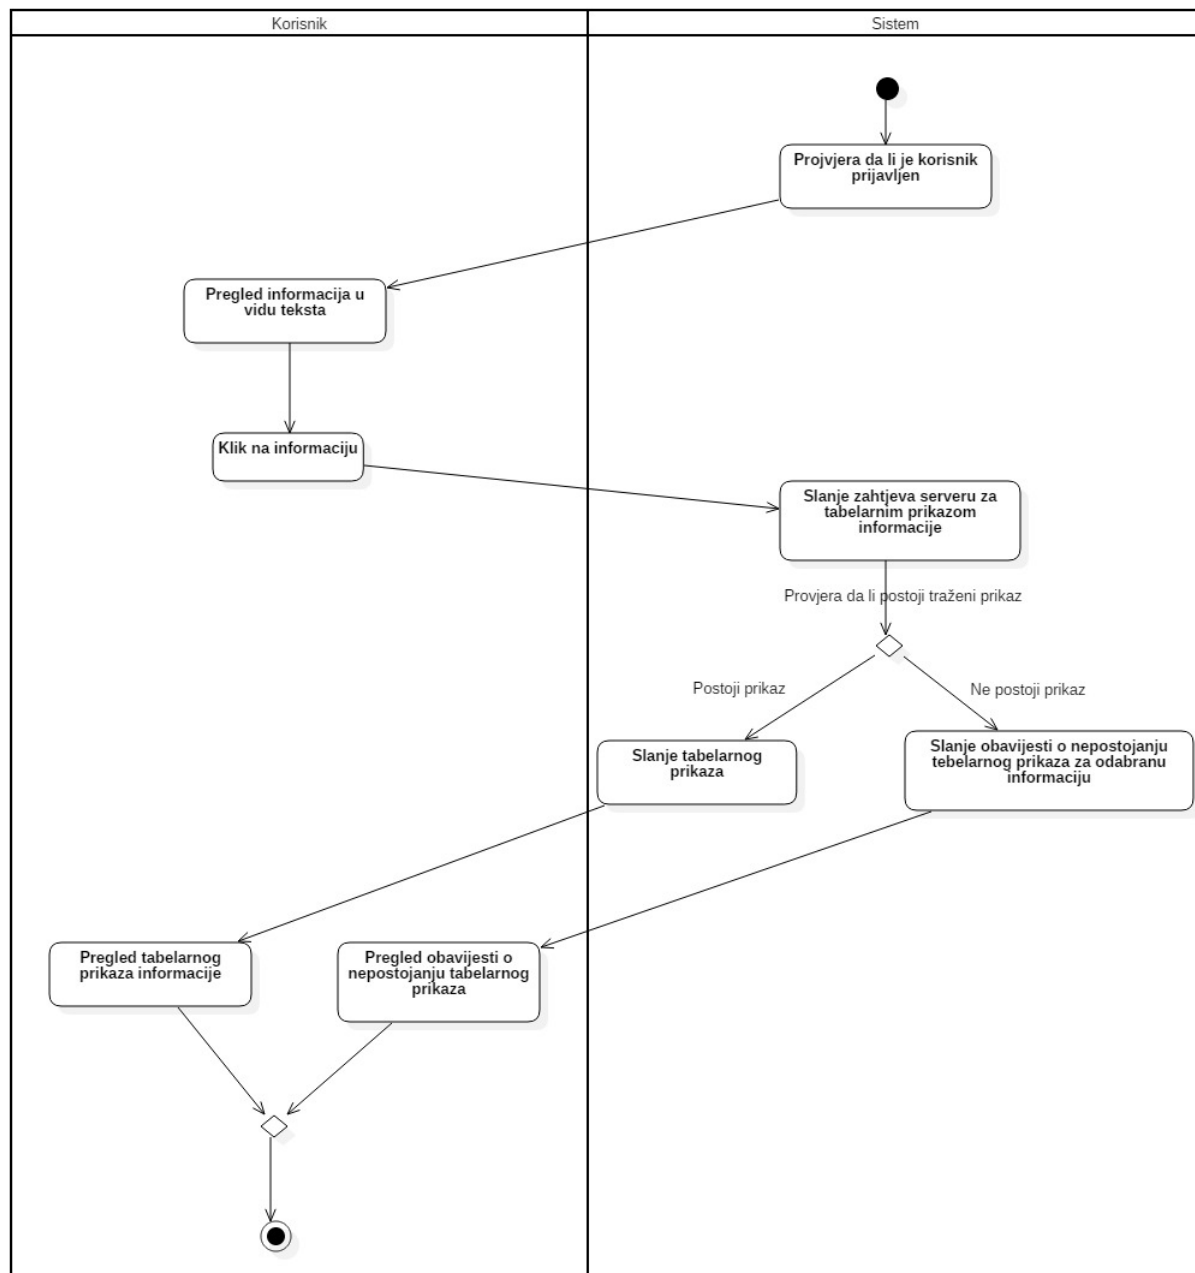 Korisnik
Sistem
Projvjera da li je korisnik
prijavljen
Pregled informacija u
vidu teksta
Klik na informaciju
Slanje zahtjeva serveru za
tabelarnim prikazom
informacije
Provjera da li postoji traženi prikaz
Postoji prikaz
Ne postoji prikaz
Slanje tabelarnog
prikaza
Slanje obavijesti o nepostojanju
tebelarnog prikaza za odabranu
informaciju
Pregled tabelarnog
prikaza informacije
Pregled obavijesti o
nepostojanju tabelarnog
prikaza